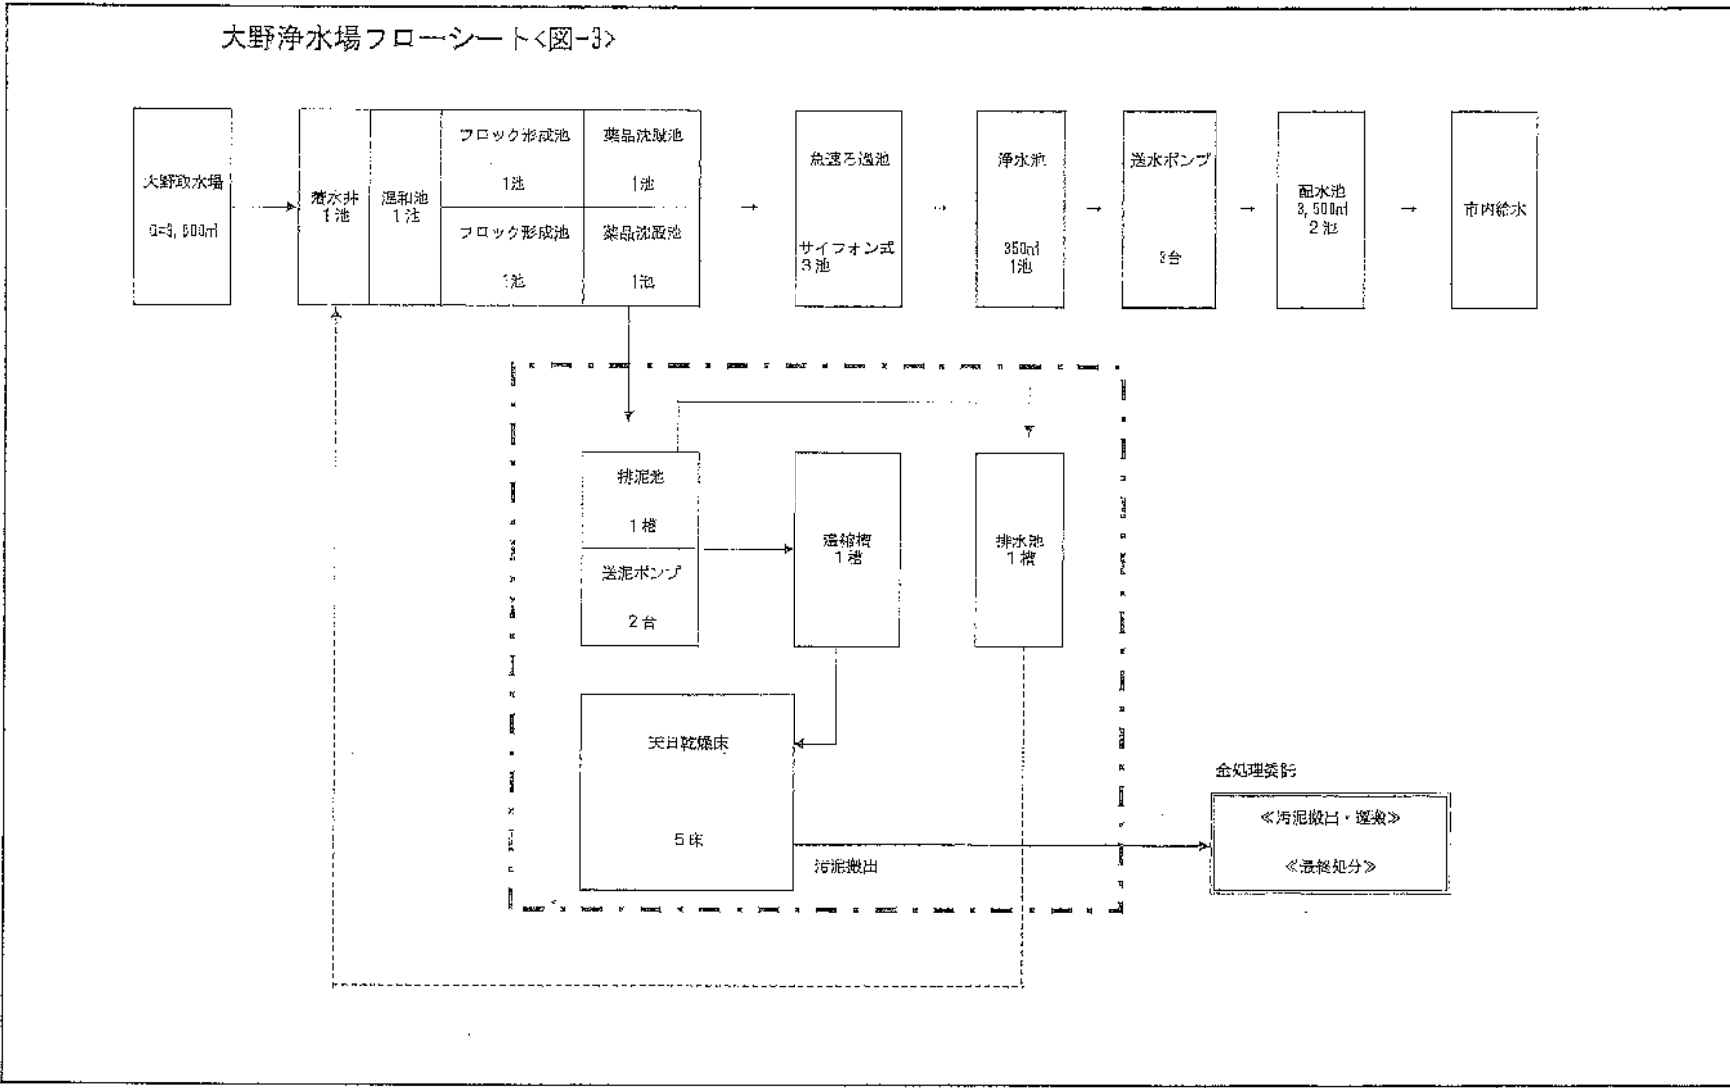 大野浄水場フローシート<図-3>
大野取水場
着水井
1池
混和池
1池
フロック形成池
1池
フロック形成池
1池
薬品沈殿池
1池
薬品沈殿池
1池
急速ろ過池
サイフォン式
3池
浄水池
350㎥
1池
送水ポンプ
配水池
3,500㎥
2池
市内給水
排泥池
1槽
送泥ポンプ
2台
濃縮槽
1槽
排水池
1槽
天日乾燥床
5床
汚泥搬出
全処理委託
≪汚泥搬出・運搬≫
≪最終処分≫